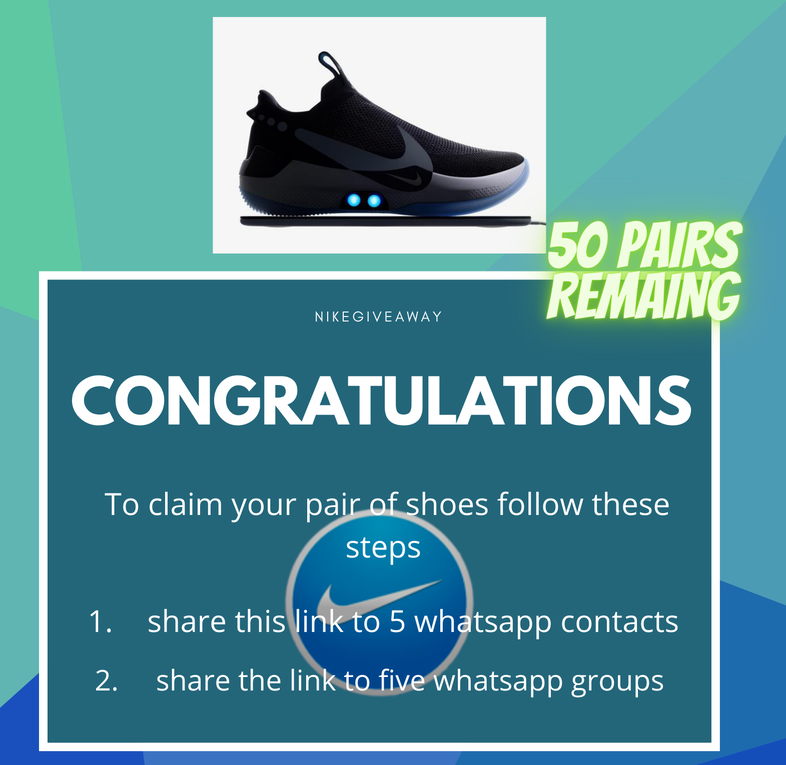 50 PAIRS
REMAING
NIKEGIVEAWAY
CONGRATULATIONS
To claim your pair of shoes follow these
steps
1. share this link to 5 whatsapp contacts
2. share the link to five whatsapp groups